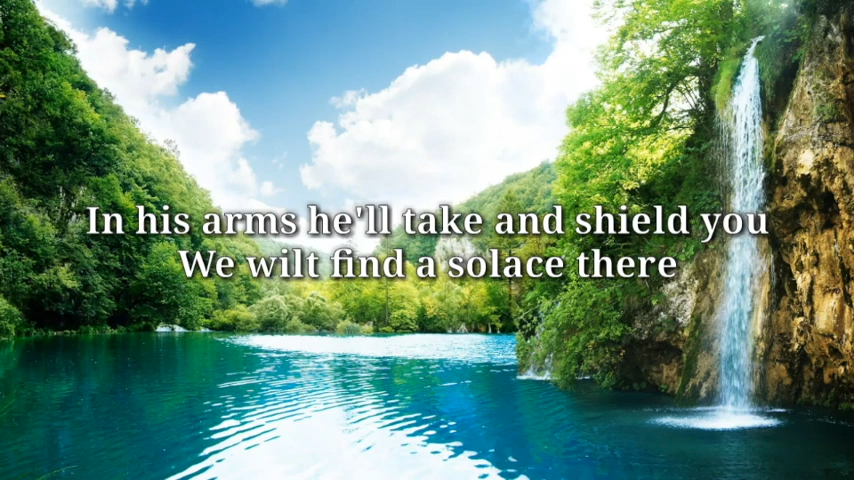 In his arms he'll take and shield you
We wilt find a solace there